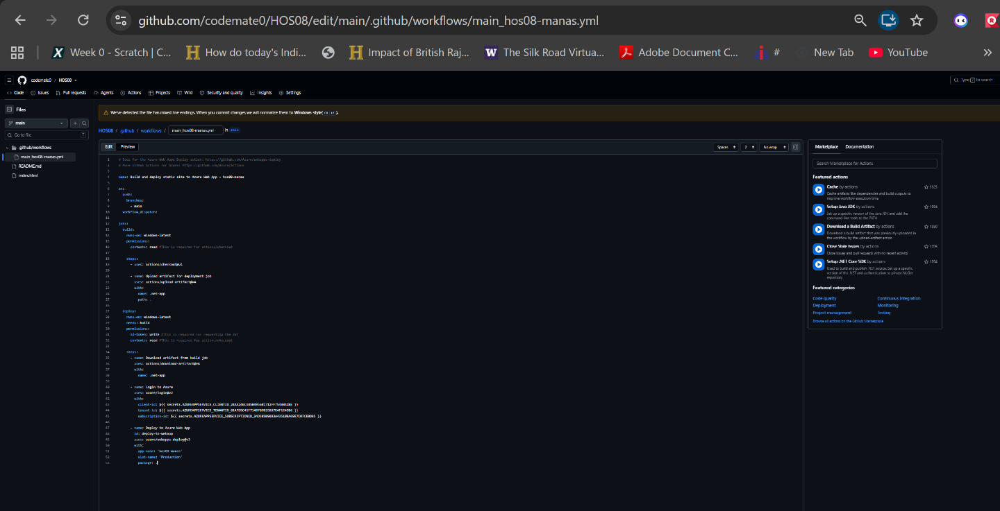 github.com/codemate0/HOS08/edit/main/.github/workflows/main_hos08-manas.yml
Week 0 - Scratch | C...
How do today's Indi...
Impact of British Raj...
The Silk Road Virtua...
Adobe Document C...
#
New Tab
YouTube
codemate0 / HOS08
Type / to search
Code
Issues
Pull requests
Agents
Actions
Projects
Wiki
Security and quality
Insights
Settings
Files
main
Go to file
T
.github/workflows
main_hos08-manas.yml
README.md
index.html
We've detected the file has mixed line endings. When you commit changes we will normalize them to Windows-style( CR LF ).
HOS08 / .github / workflows / main_hos08-manas.yml in main
Edit
Preview
Spaces
2
No wrap
1 # Docs for the Azure Web Apps Deploy action: https://github.com/Azure/webapps-deploy
2 # More GitHub Actions for Azure: https://github.com/Azure/actions
3
4 name: Build and deploy static site to Azure Web App - hos08-manas
5
6 on:
7 push:
8 branches:
9 - main
10 workflow_dispatch:
11
12 jobs:
13 build:
14 runs-on: windows-latest
15 permissions:
16 contents: read #This is required for actions/checkout
17
18 steps:
19 - uses: actions/checkout@v4
20
21 - name: Upload artifact for deployment job
22 uses: actions/upload-artifact@v4
23 with:
24 name: .net-app
25 path: .
26
27 deploy:
28 runs-on: windows-latest
29 needs: build
30 permissions:
31 id-token: write #This is required for requesting the JWT
32 contents: read #This is required for actions/checkout
33
34 steps:
35 - name: Download artifact from build job
36 uses: actions/download-artifact@v4
37 with:
38 name: .net-app
39
40 - name: Login to Azure
41 uses: azure/login@v2
42 with:
43 client-id: ${{ secrets. }}
44 tenant-id: ${{ secrets. }}
45 subscription-id: ${{ secrets. }}
46
47 - name: Deploy to Azure Web App
48 id: deploy-to-webapp
49 uses: azure/webapps-deploy@v3
50 with:
51 app-name: 'hos08-manas'
52 slot-name: 'Production'
53 package: .
Marketplace
Documentation
Search Marketplace for Actions
Featured actions
Cache by actions
5525
Cache artifacts like dependencies and build outputs to
improve workflow execution time
Setup Java JDK by actions
1994
Set up a specific version of the Java JDK and add the
command-line tools to the PATH
Download a Build Artifact by actions
Download a build artifact that was previously uploaded in
the workflow by the upload-artifact action
Close Stale Issues by actions
Close issues and pull requests with no recent activity
Setup .NET Core SDK by actions
Used to build and publish .NET source. Set up a specific
version of the .NET and authentication to private NuGet
repository
Featured categories
Code quality
Continuous integration
Deployment
Monitoring
Project management
Testing
Browse all actions on the GitHub Marketplace